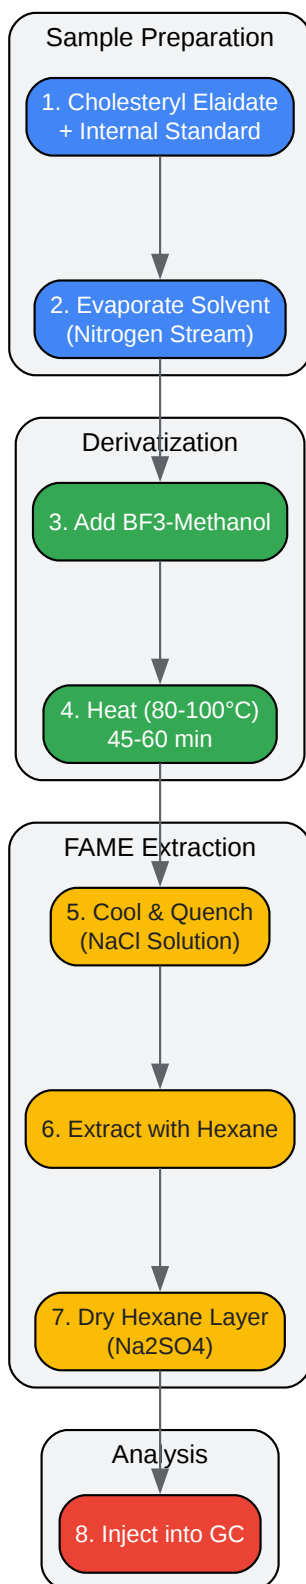 Sample Preparation
1. Cholesteryl Elaidate
+ Internal Standard
2. Evaporate Solvent
(Nitrogen Stream)
Derivatization
3. Add BF3-Methanol
4. Heat (80-100°C)
45-60 min
FAME Extraction
5. Cool & Quench
(NaCl Solution)
6. Extract with Hexane
7. Dry Hexane Layer
(Na2SO4)
Analysis
8. Inject into GC